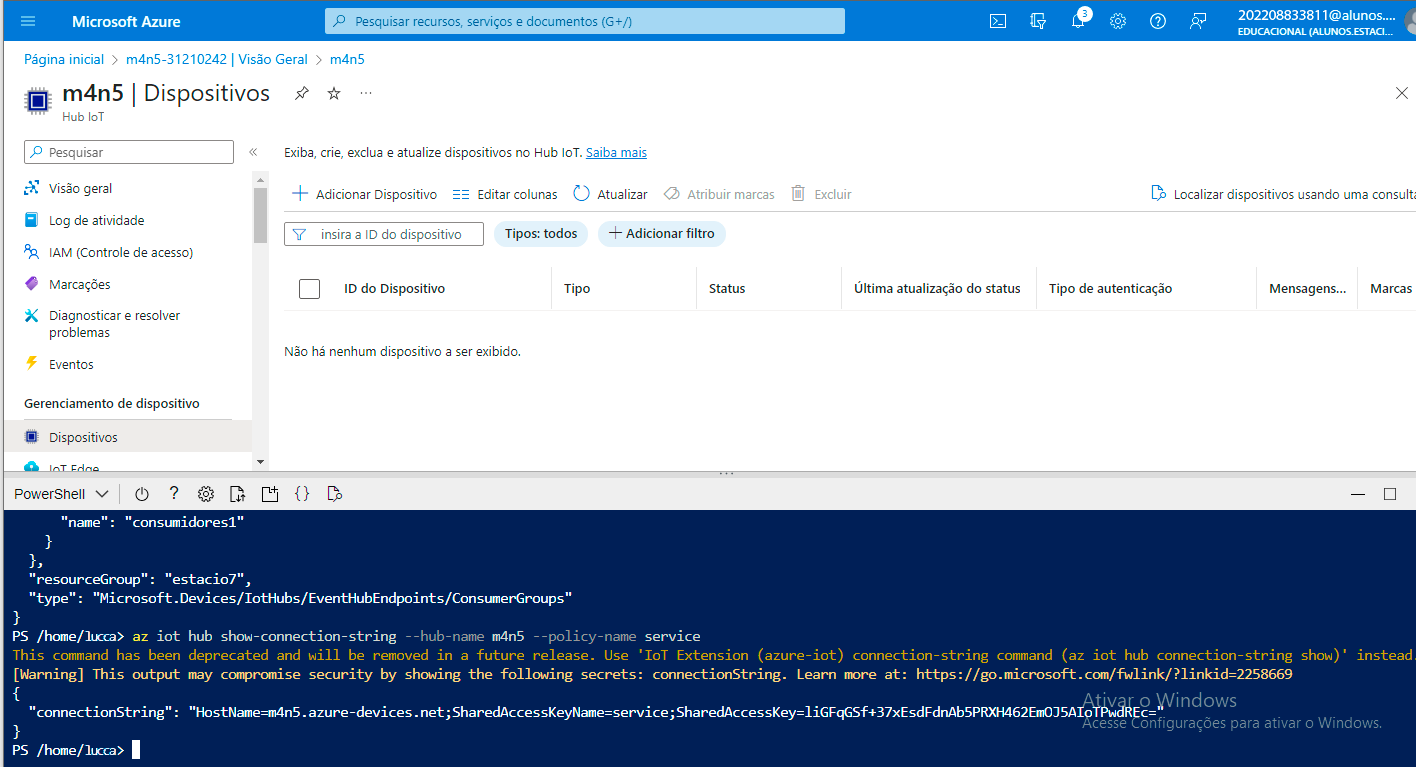 Microsoft Azure
Pesquisar recursos, serviços e documentos (G+/)
3
202208833811@alunos....
EDUCACIONAL (ALUNOS.ESTACI...
Página inicial > m4n5-31210242 | Visão Geral > m4n5
m4n5 | Dispositivos
Hub IoT
Pesquisar
«
Visão geral
Log de atividade
IAM (Controle de acesso)
Marcações
Diagnosticar e resolver
problemas
Eventos
Gerenciamento de dispositivo
Dispositivos
IoT Edge
Exiba, crie, exclua e atualize dispositivos no Hub IoT. Saiba mais
Adicionar Dispositivo Editar colunas Atualizar Atribuir marcas Excluir Localizar dispositivos usando uma consulta
insira a ID do dispositivo Tipos: todos Adicionar filtro
ID do Dispositivo Tipo Status Última atualização do status Tipo de autenticação Mensagens... Marcas
Não há nenhum dispositivo a ser exibido.
PowerShell
"name": "consumidores1"
}
},
"resourceGroup": "estacio7",
"type": "Microsoft.Devices/IotHubs/EventHubEndpoints/ConsumerGroups"
}
PS /home/lucca> az iot hub show-connection-string --hub-name m4n5 --policy-name service
This command has been deprecated and will be removed in a future release. Use 'IoT Extension (azure-iot) connection-string command (az iot hub connection-string show)' instead.
[Warning] This output may compromise security by showing the following secrets: connectionString. Learn more at: https://go.microsoft.com/fwlink/?linkid=2258669
{
"connectionString": "HostName=m4n5.azure-devices.net;SharedAccessKeyName=service;SharedAccessKey=liGFqGSf+37xEsdFdnAb5PRXH462EmOJ5AIoTPwdREc="
}
PS /home/lucca>
Ativar o Windows
Acesse Configurações para ativar o Windows.